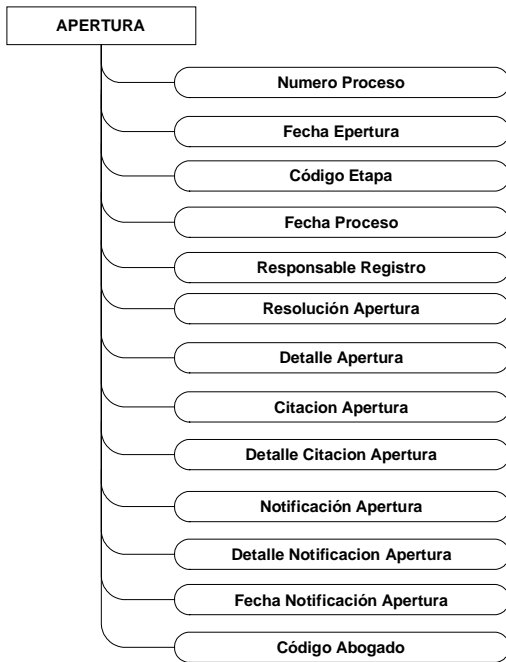 APERTURA
Numero Proceso
Fecha Epertura
Código Etapa
Fecha Proceso
Responsable Registro
Resolución Apertura
Detalle Apertura
Citacion Apertura
Detalle Citacion Apertura
Notificación Apertura
Detalle Notificacion Apertura
Fecha Notificación Apertura
Código Abogado